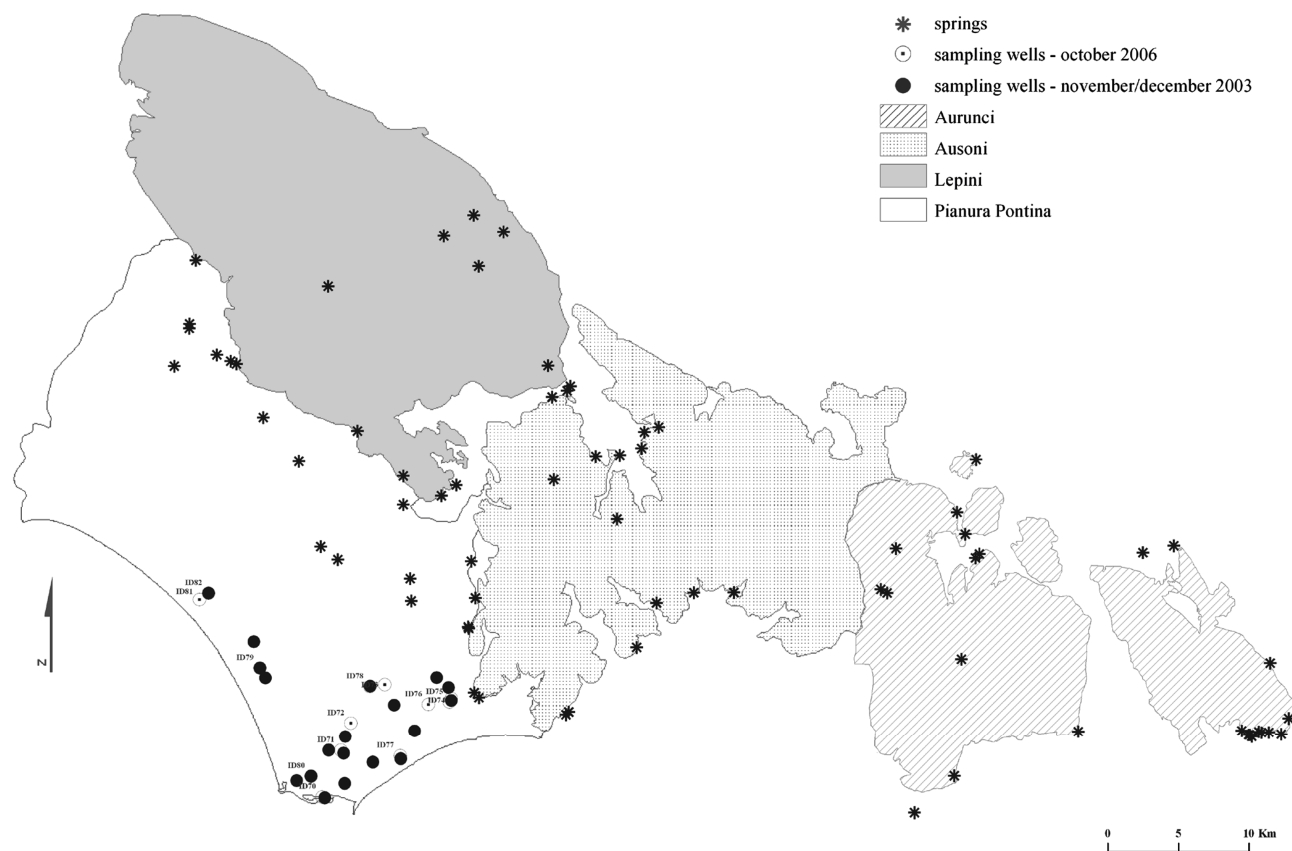 springs
sampling wells - october 2006
sampling wells - november/december 2003
Aurunci
Ausoni
Lepini
Pianura Pontina
ID82
ID81
ID79
ID78
ID76
ID75
ID74
ID72
ID71
ID77
ID80
ID70
N
0 5 10 Km